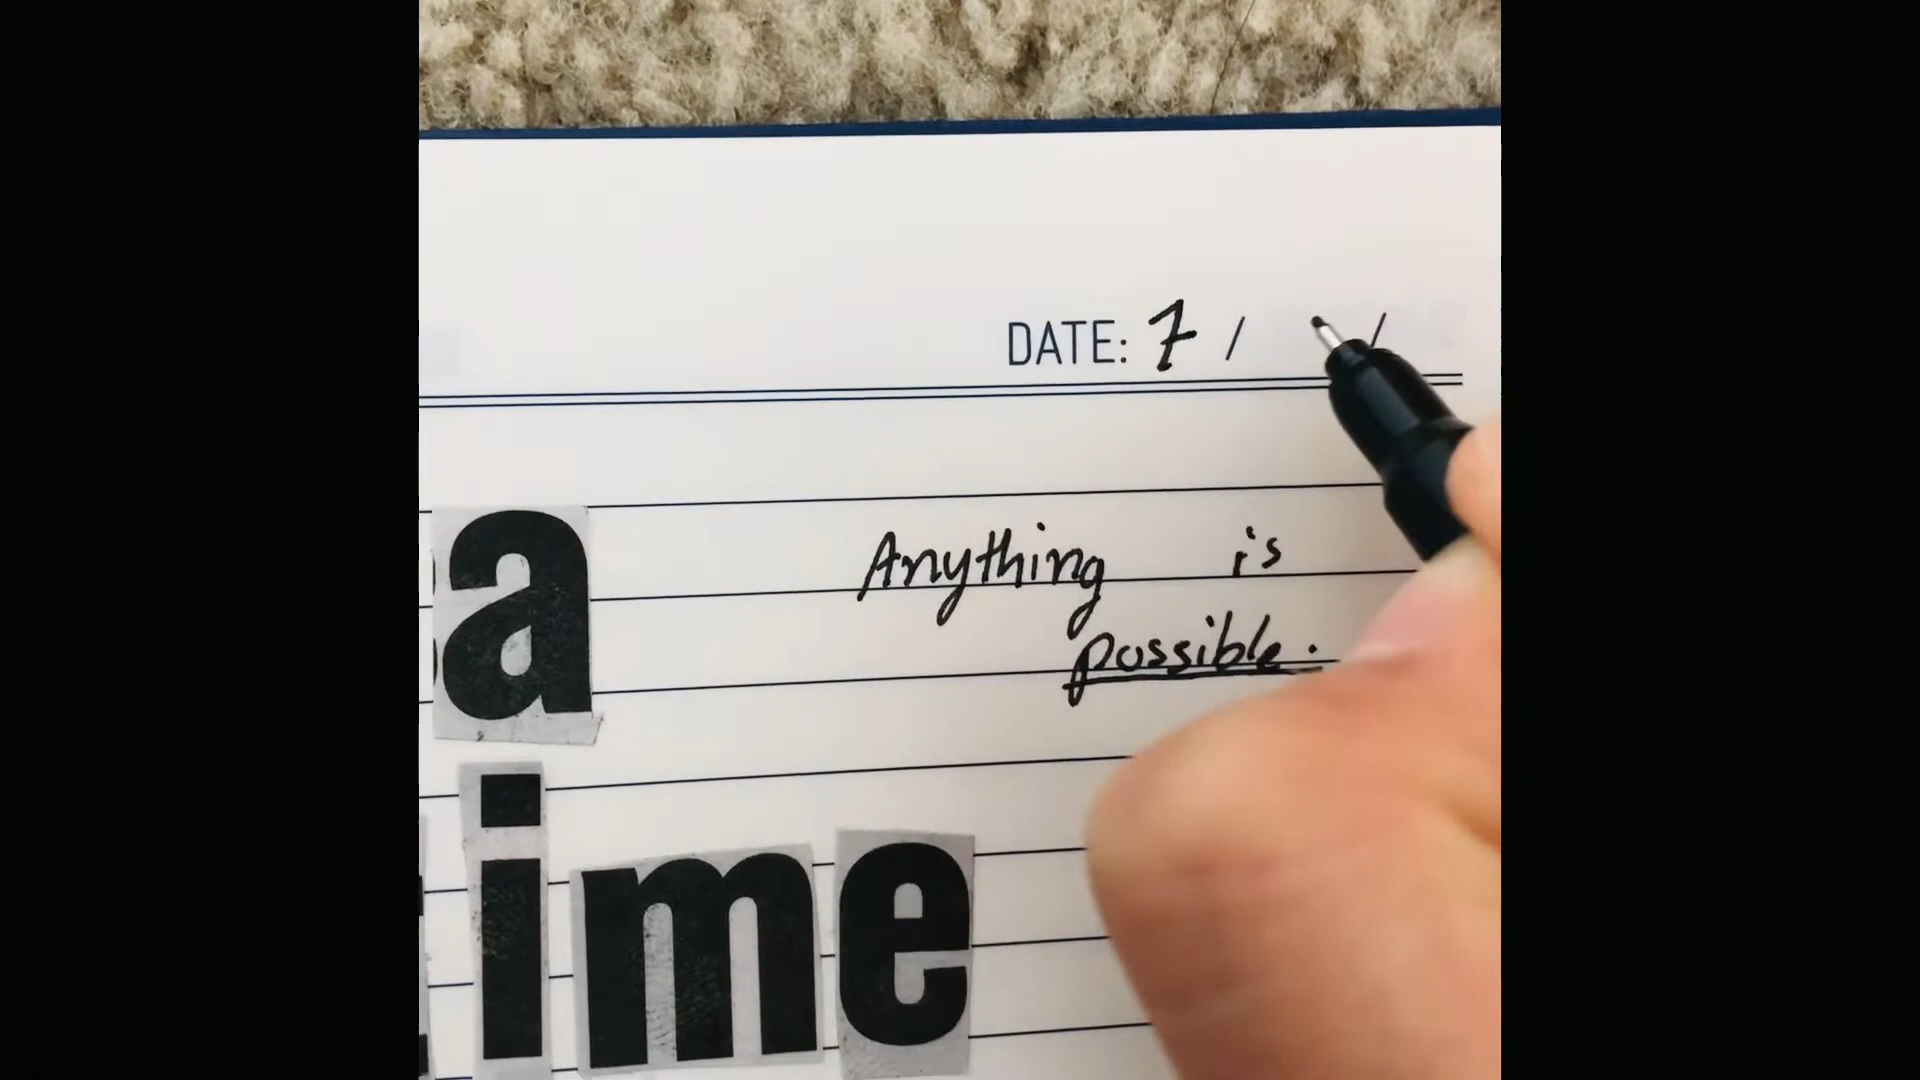 DATE: 7 / /
a
Anything is
possible.
ime